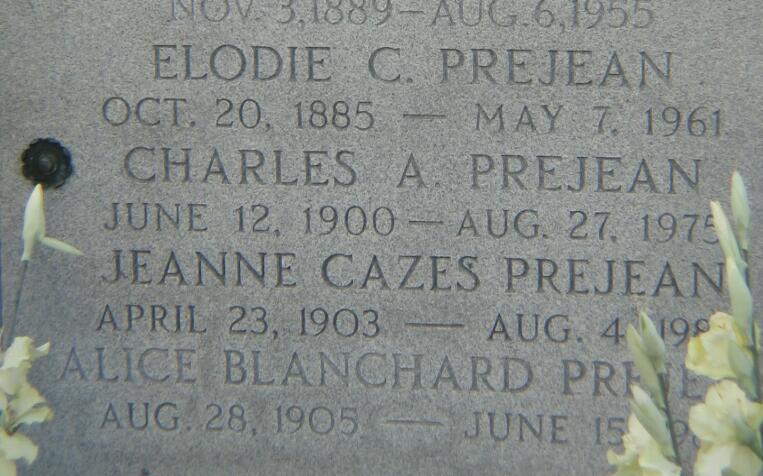 NOV. 3,1889 — AUG. 6,1955
ELODIE C. PREJEAN
OCT. 20, 1885 — MAY 7, 1961
CHARLES A. PREJEAN
JUNE 12, 1900 — AUG. 27, 1975
JEANNE CAZES PREJEAN
APRIL 23, 1903 — AUG. 4,
ALICE BLANCHARD
AUG. 28, 1905 — JUNE 15,